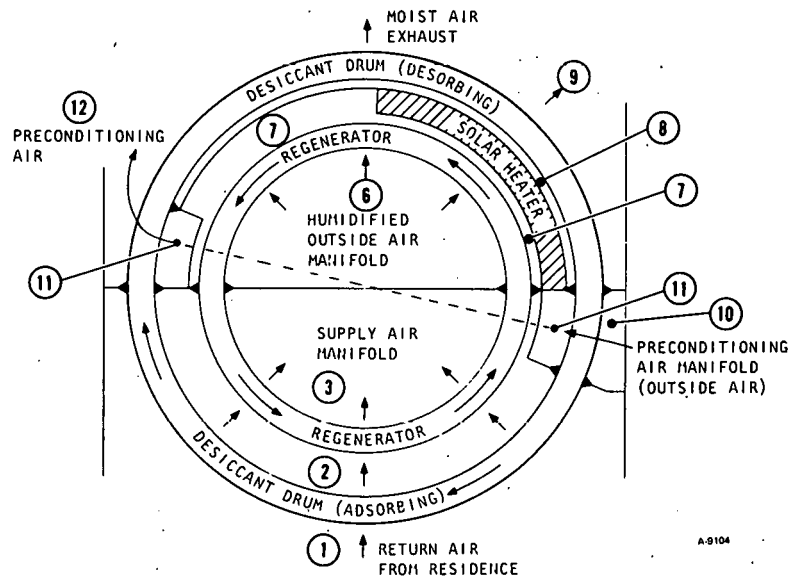 MOIST AIR
EXHAUST
DESICCANT DRUM (DESORBING)
9
12
PRECONDITIONING
AIR
7
REGENERATOR
SOLAR HEATER
8
6
HUMIDIFIED
OUTSIDE AIR
MANIFOLD
7
11
11
10
SUPPLY AIR
MANIFOLD
PRECONDITIONING
AIR MANIFOLD
(OUTSIDE AIR)
3
REGENERATOR
2
DESICCANT DRUM (ADSORBING)
1
RETURN AIR
FROM RESIDENCE
A-9104